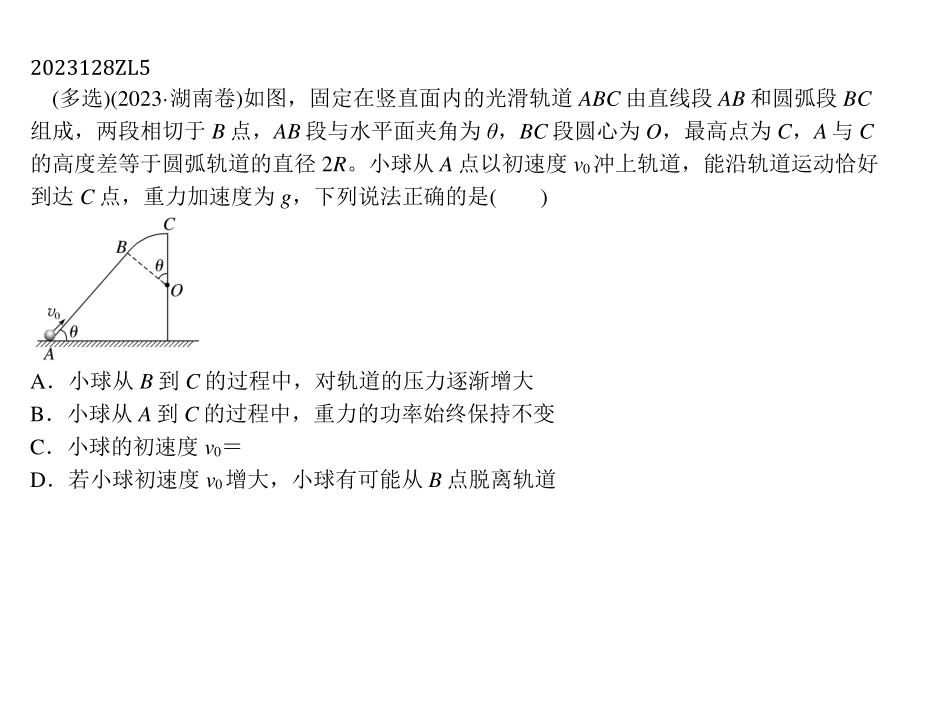 2023128ZL5
(多选)(2023·湖南卷)如图，固定在竖直面内的光滑轨道 ABC 由直线段 AB 和圆弧段 BC
组成，两段相切于 B 点，AB 段与水平面夹角为 θ，BC 段圆心为 O，最高点为 C，A 与 C
的高度差等于圆弧轨道的直径 2R。小球从 A 点以初速度 v₀冲上轨道，能沿轨道运动恰好
到达 C 点，重力加速度为 g，下列说法正确的是(　　)
C
B
θ
O
v₀
θ
A
A．小球从 B 到 C 的过程中，对轨道的压力逐渐增大
B．小球从 A 到 C 的过程中，重力的功率始终保持不变
C．小球的初速度 v₀＝
D．若小球初速度 v₀增大，小球有可能从 B 点脱离轨道